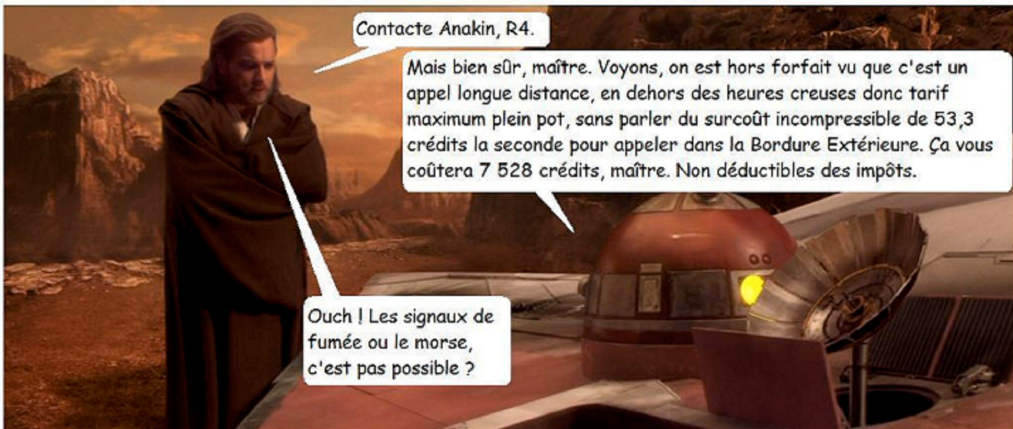 Contacte Anakin, R4.
Mais bien sûr, maître. Voyons, on est hors forfait vu que c'est un
appel longue distance, en dehors des heures creuses donc tarif
maximum plein pot, sans parler du surcoût incompressible de 53,3
crédits la seconde pour appeler dans la Bordure Extérieure. Ça vous
coûtera 7 528 crédits, maître. Non déductibles des impôts.
Ouch ! Les signaux de
fumée ou le morse,
c'est pas possible ?